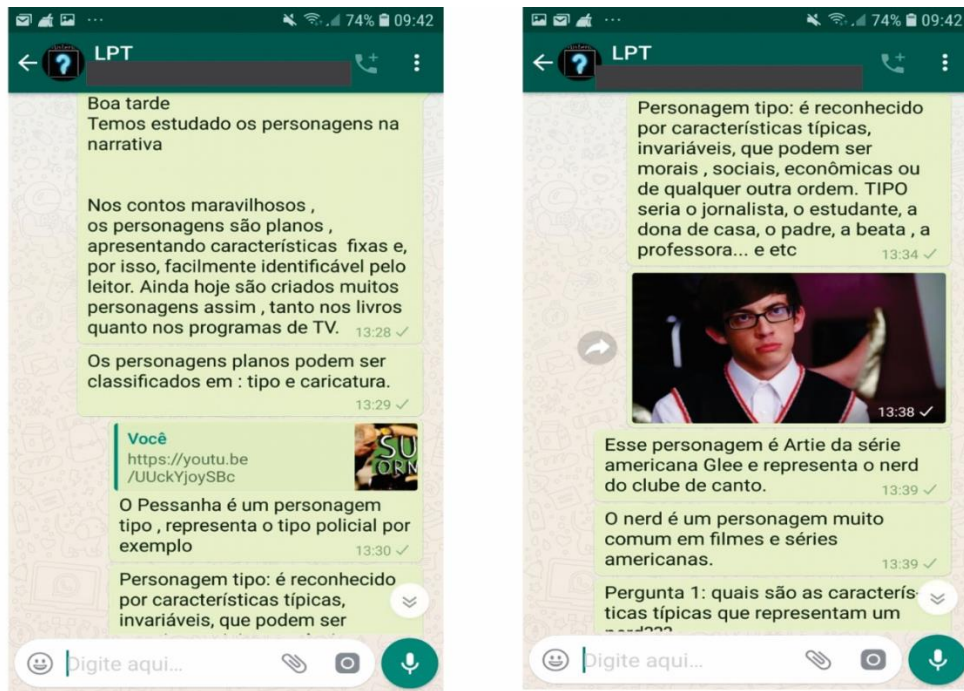 74% 09:42
LPT
Boa tarde
Temos estudado os personagens na
narrativa
Nos contos maravilhosos ,
os personagens são planos ,
apresentando características fixas e,
por isso, facilmente identificável pelo
leitor. Ainda hoje são criados muitos
personagens assim , tanto nos livros
quanto nos programas de TV. 13:28
Os personagens planos podem ser
classificados em : tipo e caricatura.
13:29
Você
https://youtu.be
/UUckYjoySBc
SU
ORM
O Pessanha é um personagem
tipo , representa o tipo policial por
exemplo 13:30
Personagem tipo: é reconhecido
por características típicas,
invariáveis, que podem ser
Digite aqui...
74% 09:42
LPT
Personagem tipo: é reconhecido
por características típicas,
invariáveis, que podem ser
morais , sociais, econômicas ou
de qualquer outra ordem. TIPO
seria o jornalista, o estudante, a
dona de casa, o padre, a beata , a
professora... e etc 13:34
13:38
Esse personagem é Artie da série
americana Glee e representa o nerd
do clube de canto. 13:39
O nerd é um personagem muito
comum em filmes e séries
americanas. 13:39
Pergunta 1: quais são as caracterís-
ticas típicas que representam um
Digite aqui...